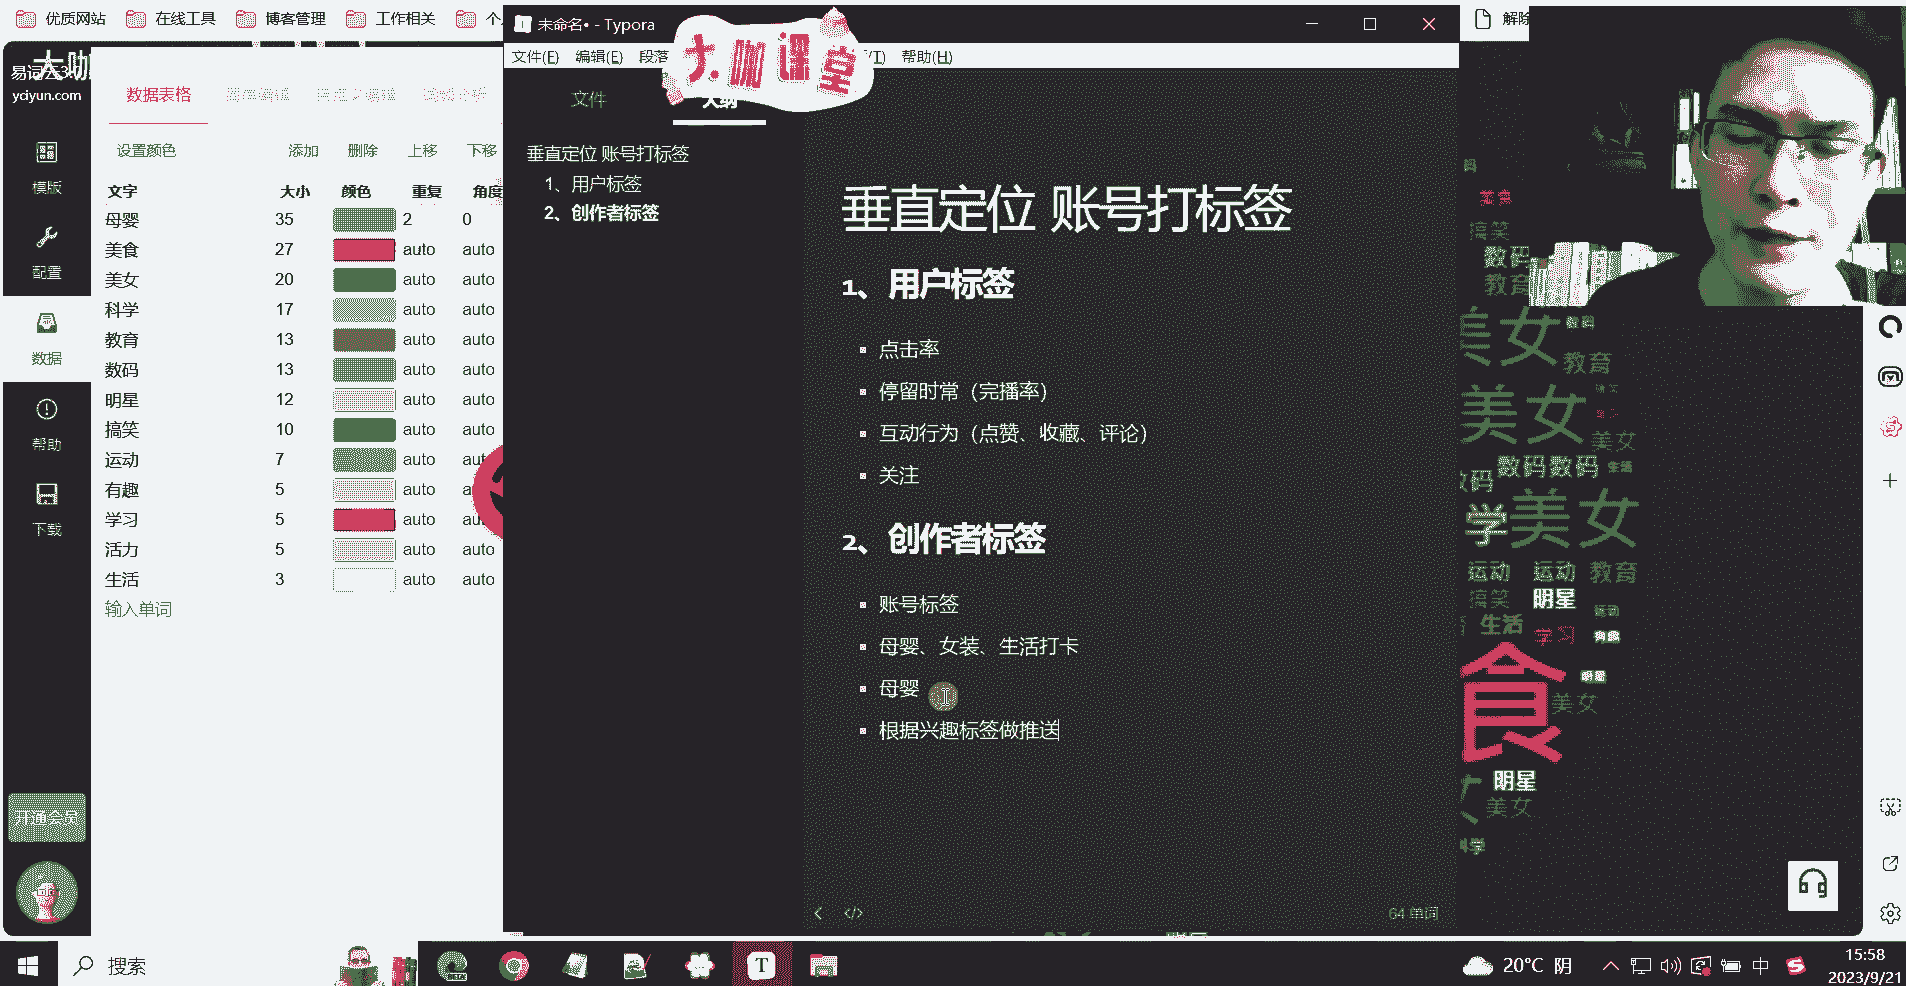 优质网站
在线工具
博客管理
工作相关
易词云3.
yciyun.com
模版
配置
数据
帮助
下载
开通会员
数据表格
设置颜色
添加
删除
上移
下移
文字 大小 颜色 重复 角度
母婴 35 2 0
美食 27 auto auto
美女 20 auto auto
科学 17 auto auto
教育 13 auto auto
数码 13 auto auto
明星 12 auto auto
搞笑 10 auto auto
运动 7 auto auto
有趣 5 auto
学习 5 auto
活力 5 auto auto
生活 3 auto auto
输入单词
未命名• - Typora
文件(E) 编辑(E) 段落 (T) 帮助(H)
大咖课堂
文件
大纲
垂直定位 账号打标签
1、用户标签
2、创作者标签
垂直定位 账号打标签
1、用户标签
点击率
停留时常（完播率）
互动行为（点赞、收藏、评论）
关注
2、创作者标签
账号标签
母婴、女装、生活打卡
母婴
根据兴趣标签做推送
64 单词
解除
美食
搞笑
数码
教育
美女
数码
教育
美女
美女
数码数码
生活
学美女
运动 运动 教育
搞笑 明星 运动
生活 学习 有趣
食
明星
美女
明星
美女
科学
搜索
20°C 阴
中
15:58
2023/9/21